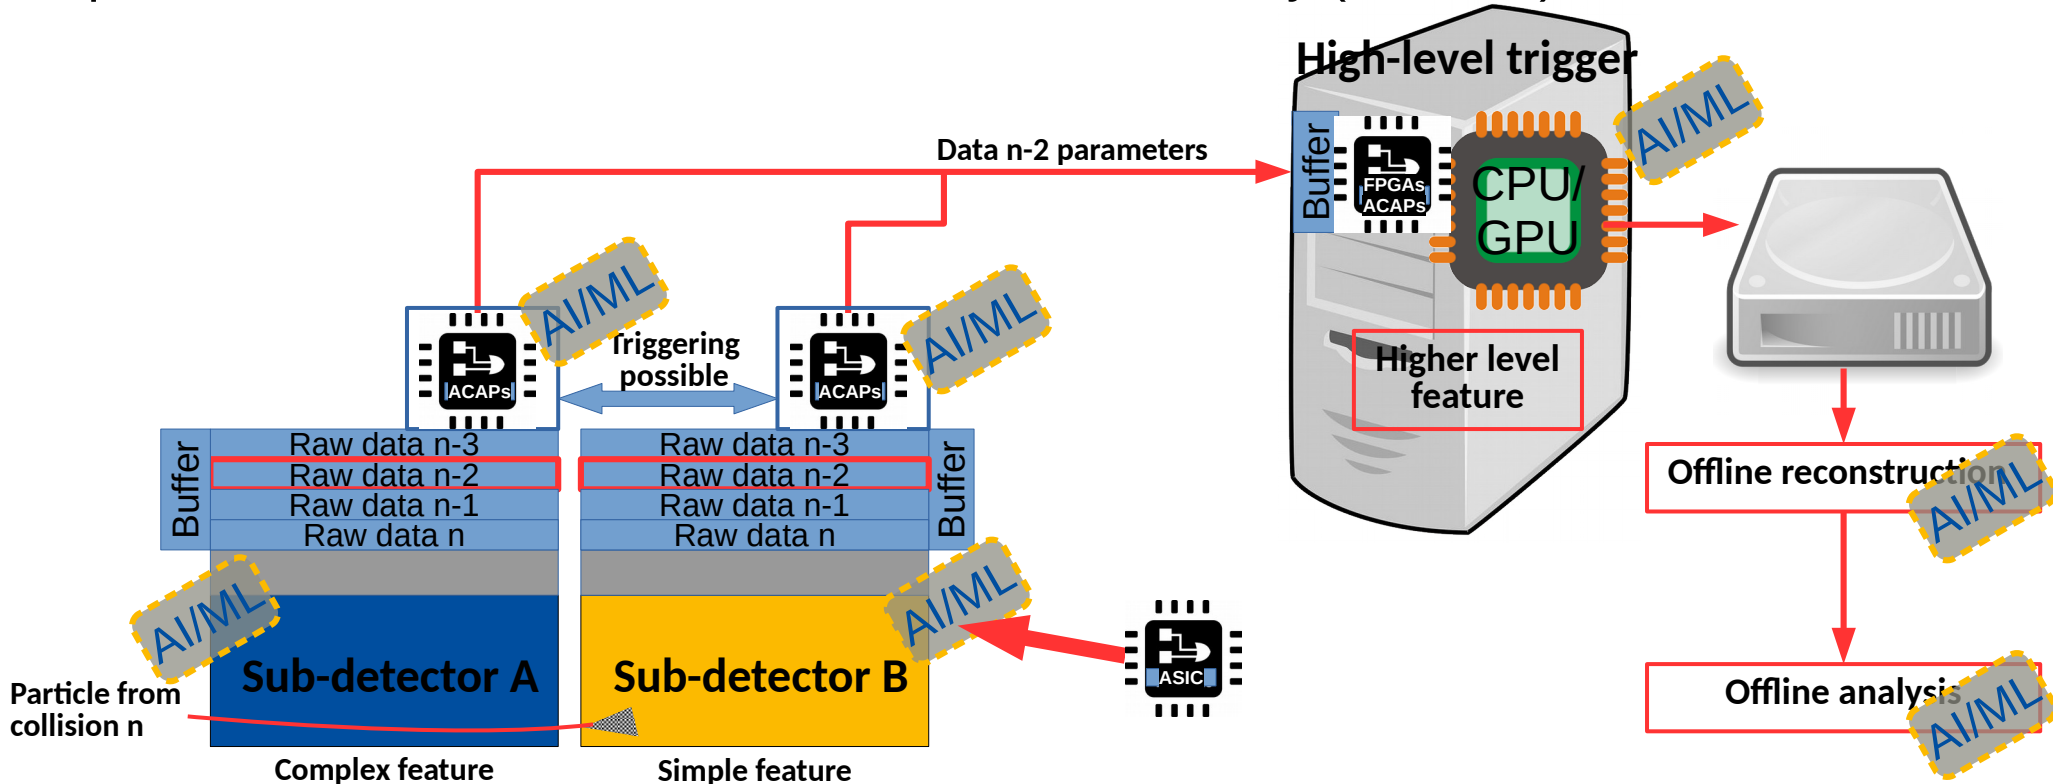 High-level trigger
AI/ML
Buffer
FPGAs
ACAPs
CPU/
GPU
Data n-2 parameters
Higher level
feature
AI/ML
AI/ML
Triggering
possible
ACAPs
ACAPs
Buffer
Raw data n-3
Raw data n-2
Raw data n-1
Raw data n
Raw data n-3
Raw data n-2
Raw data n-1
Raw data n
Buffer
Offline reconstruction
AI/ML
AI/ML
AI/ML
ASIC
Sub-detector A
Sub-detector B
Particle from
collision n
Offline analysis
AI/ML
Complex feature
Simple feature